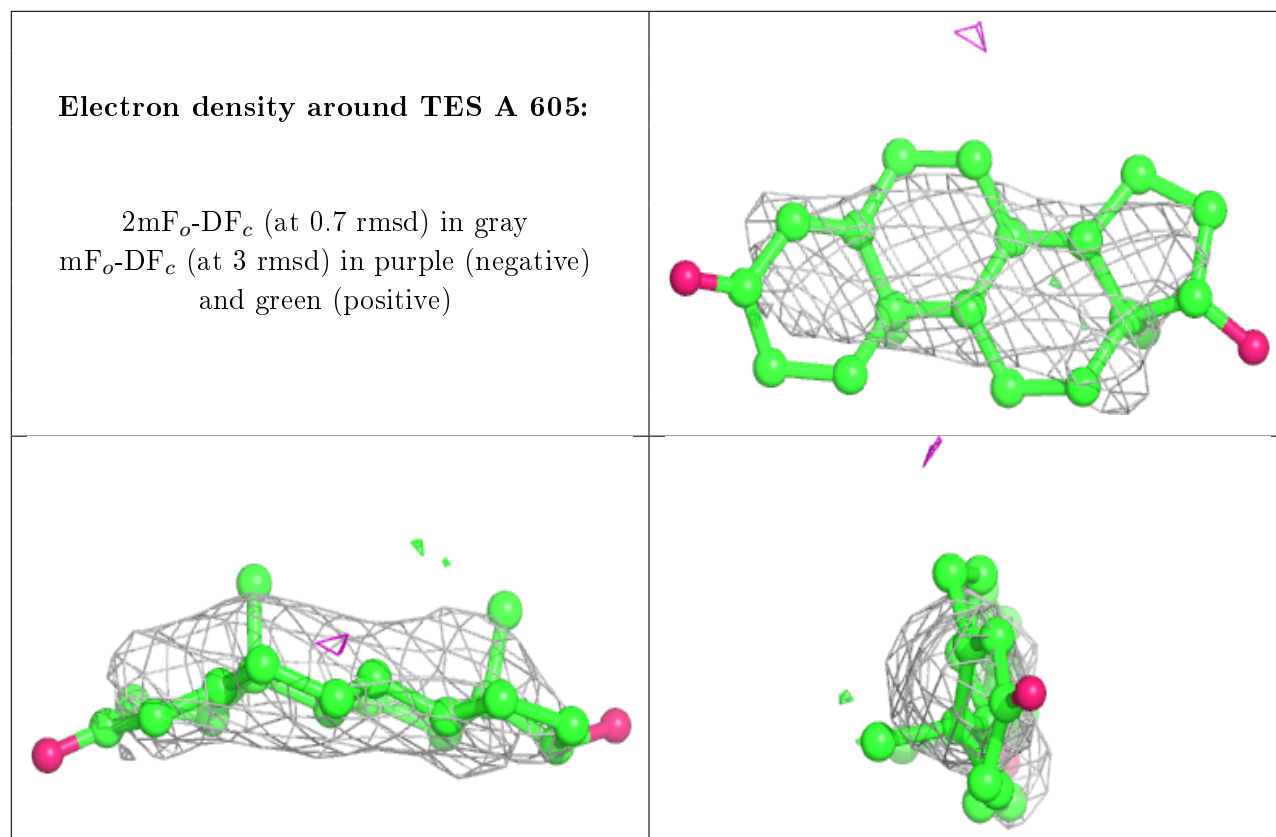 Electron density around TES A 605:
2mFₒ-DF𝑐 (at 0.7 rmsd) in gray
mFₒ-DF𝑐 (at 3 rmsd) in purple (negative)
and green (positive)